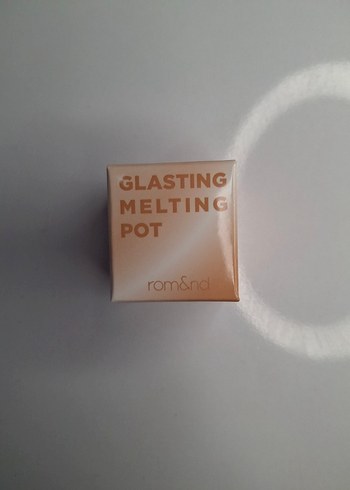 GLASTING
MELTING
POT
rom&nd